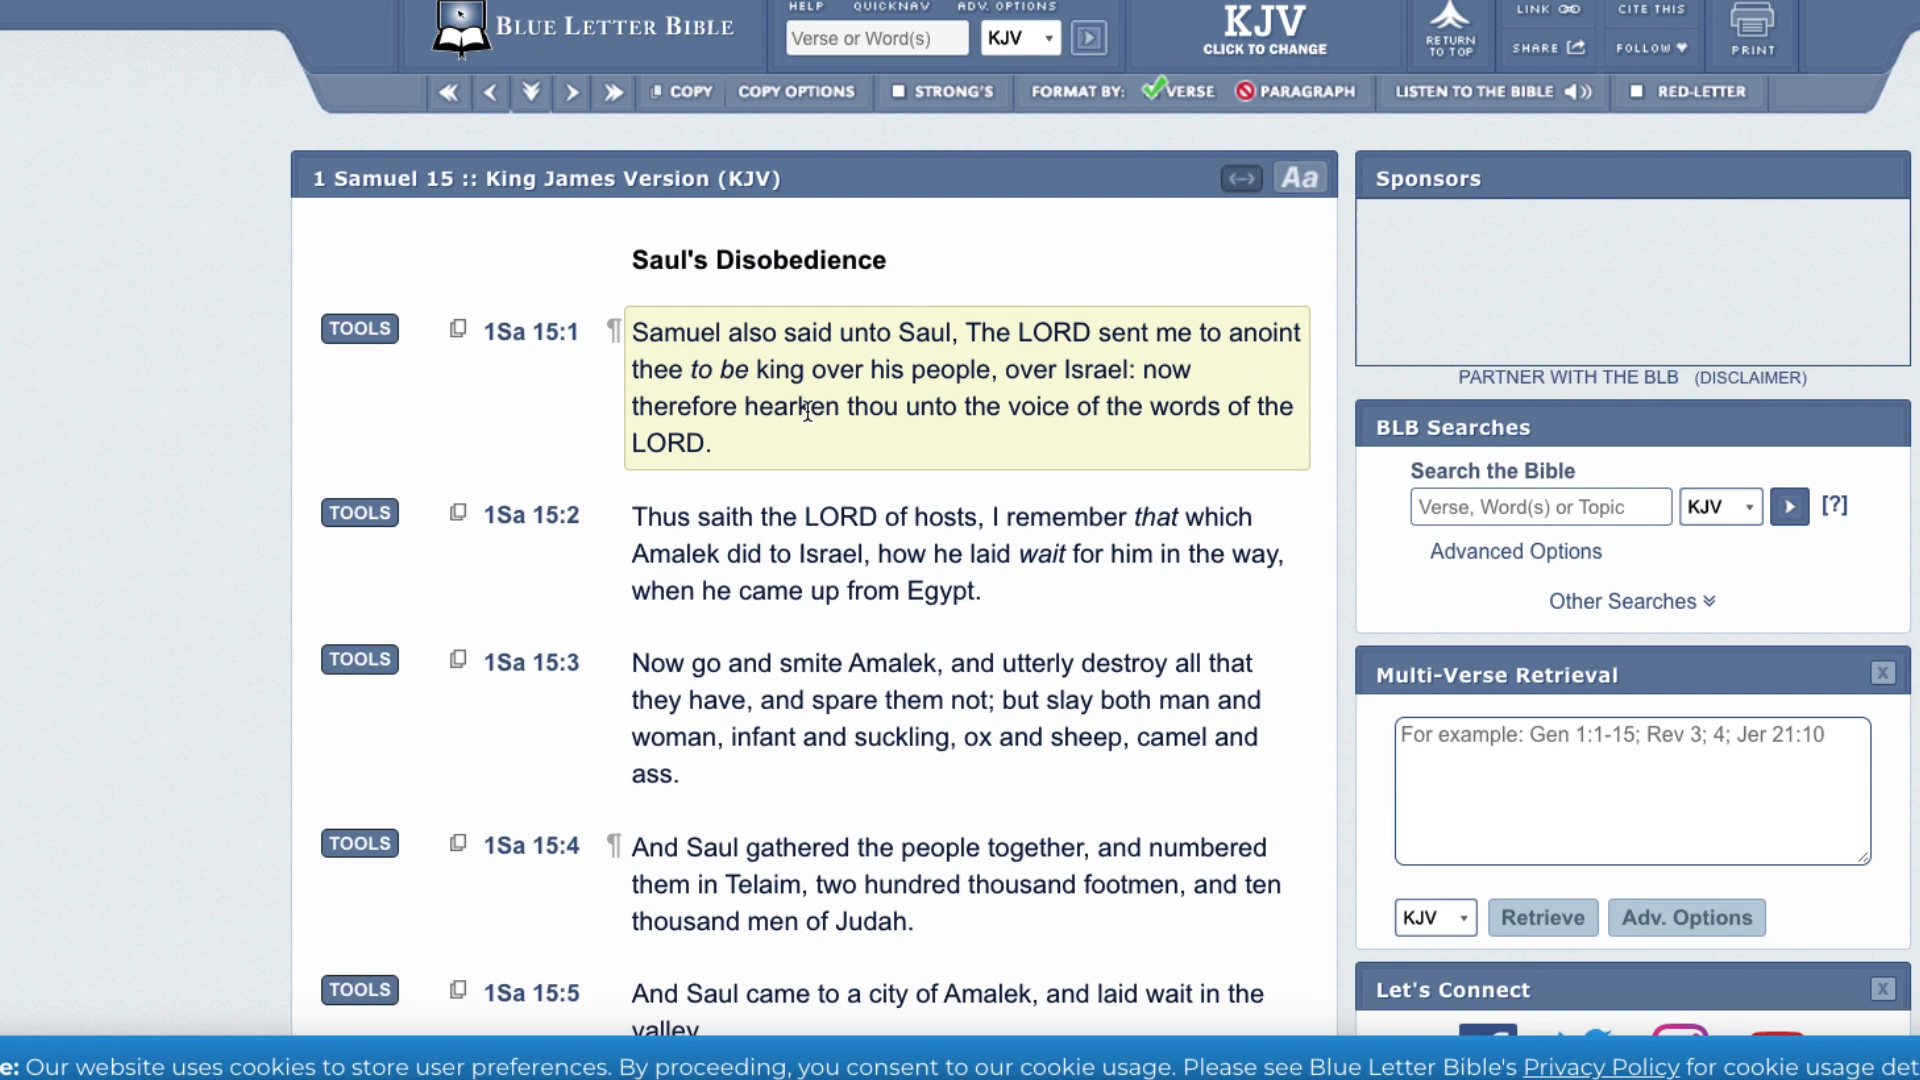 HELP QUICKNAV ADV. OPTIONS
BLUE LETTER BIBLE
Verse or Word(s) KJV
KJV
CLICK TO CHANGE
RETURN
TO TOP
LINK CITE THIS
SHARE FOLLOW
PRINT
COPY COPY OPTIONS STRONG'S FORMAT BY: VERSE PARAGRAPH LISTEN TO THE BIBLE RED-LETTER
1 Samuel 15 :: King James Version (KJV) Aa
Saul's Disobedience
TOOLS 1Sa 15:1 ¶ Samuel also said unto Saul, The LORD sent me to anoint
thee to be king over his people, over Israel: now
therefore hearken thou unto the voice of the words of the
LORD.
TOOLS 1Sa 15:2 Thus saith the LORD of hosts, I remember that which
Amalek did to Israel, how he laid wait for him in the way,
when he came up from Egypt.
TOOLS 1Sa 15:3 Now go and smite Amalek, and utterly destroy all that
they have, and spare them not; but slay both man and
woman, infant and suckling, ox and sheep, camel and
ass.
TOOLS 1Sa 15:4 ¶ And Saul gathered the people together, and numbered
them in Telaim, two hundred thousand footmen, and ten
thousand men of Judah.
TOOLS 1Sa 15:5 And Saul came to a city of Amalek, and laid wait in the
valley
Sponsors
PARTNER WITH THE BLB (DISCLAIMER)
BLB Searches
Search the Bible
Verse, Word(s) or Topic KJV [?]
Advanced Options
Other Searches
Multi-Verse Retrieval X
For example: Gen 1:1-15; Rev 3; 4; Jer 21:10
KJV Retrieve Adv. Options
Let's Connect X
e: Our website uses cookies to store user preferences. By proceeding, you consent to our cookie usage. Please see Blue Letter Bible's Privacy Policy for cookie usage det